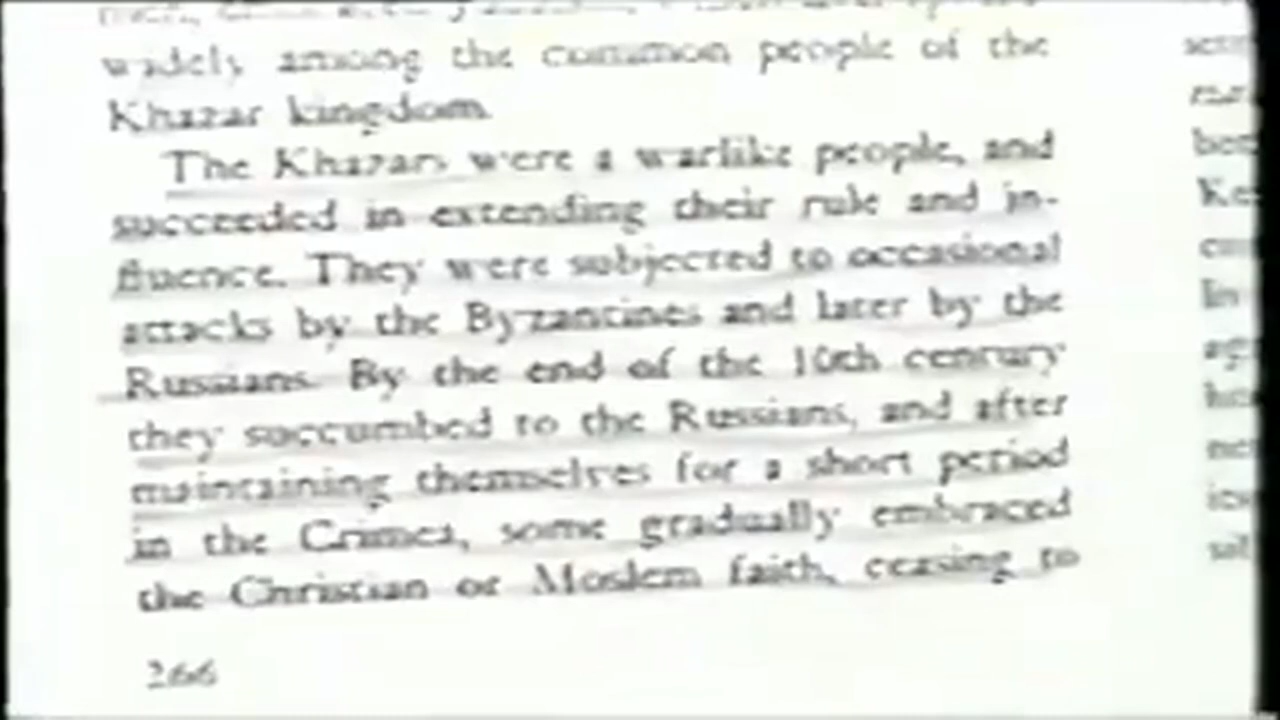 widely among the common people of the
Khazar kingdom.
The Khazars were a warlike people, and
succeeded in extending their rule and in-
fluence. They were subjected to occasional
attacks by the Byzantines and later by the
Russians. By the end of the 10th century
they succumbed to the Russians, and after
maintaining themselves for a short period
in the Crimea, some gradually embraced
the Christian or Moslem faith, ceasing to
266